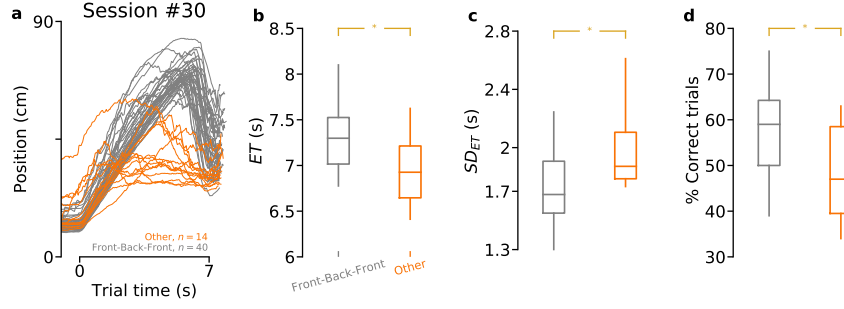 a
Session #30
90
0
Position (cm)
0
7
Trial time (s)
Other, n = 14
Front-Back-Front, n = 40
b
8.5
8
7.5
7
6.5
6
ET (s)
*
Front-Back-Front
Other
c
2.8
2.4
2
1.7
1.3
SD_ET (s)
*
d
80
70
60
50
40
30
% Correct trials
*